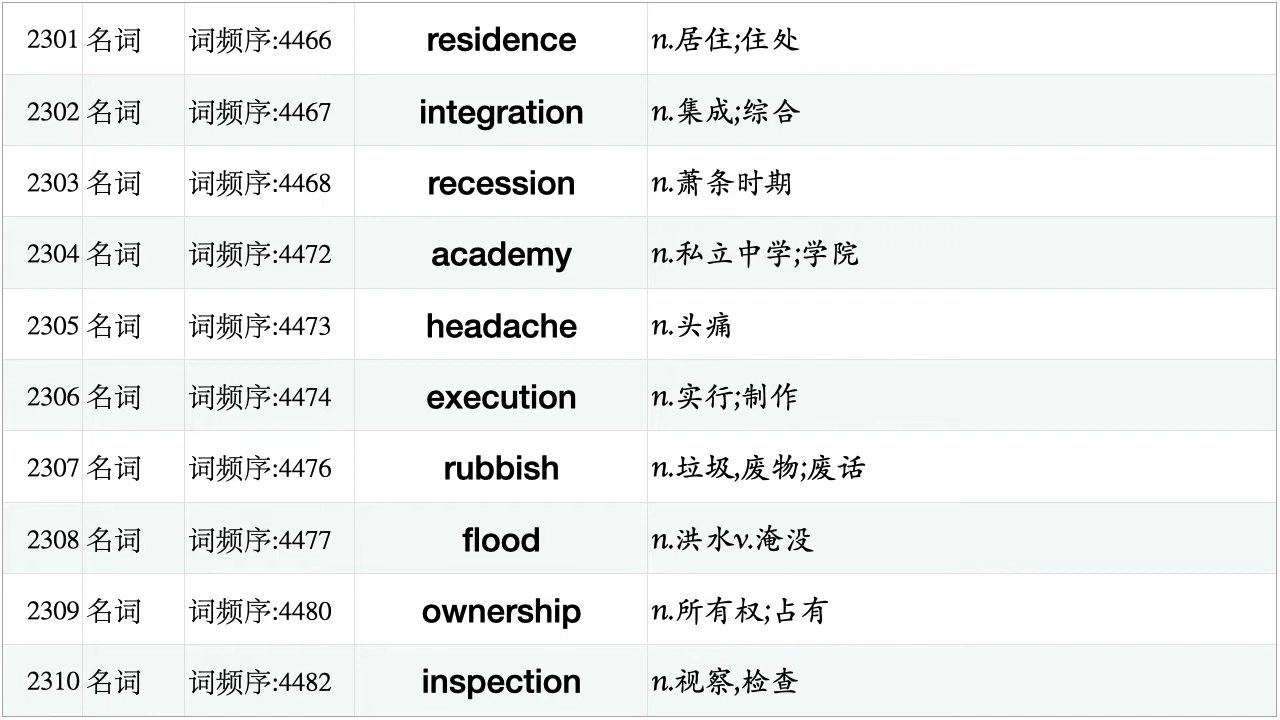 2301 名词 词频序:4466 residence n.居住;住处
2302 名词 词频序:4467 integration n.集成;综合
2303 名词 词频序:4468 recession n.萧条时期
2304 名词 词频序:4472 academy n.私立中学;学院
2305 名词 词频序:4473 headache n.头痛
2306 名词 词频序:4474 execution n.实行;制作
2307 名词 词频序:4476 rubbish n.垃圾,废物;废话
2308 名词 词频序:4477 flood n.洪水v.淹没
2309 名词 词频序:4480 ownership n.所有权;占有
2310 名词 词频序:4482 inspection n.视察,检查